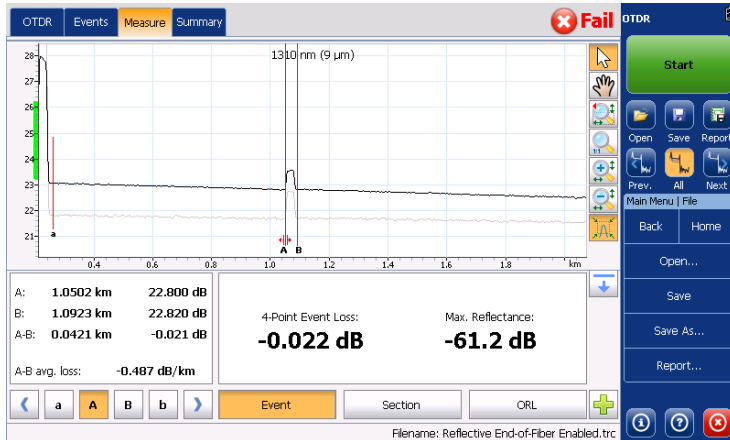 OTDR Events Measure Summary Fail OTDR
1310 nm (9 µm)
28
27
26
25
24
23
22
21
a
A B
0.4 0.6 0.8 1.0 1.2 1.4 1.6 1.8 km
A: 1.0502 km 22.800 dB
B: 1.0923 km 22.820 dB
A-B: 0.0421 km -0.021 dB
A-B avg. loss: -0.487 dB/km
4-Point Event Loss:
-0.022 dB
Max. Reflectance:
-61.2 dB
a A B b
Event Section ORL
Filename: Reflective End-of-Fiber Enabled.trc
1:1
Start
Open Save Report
Prev. All Next
Main Menu | File
Back Home
Open...
Save
Save As...
Report...